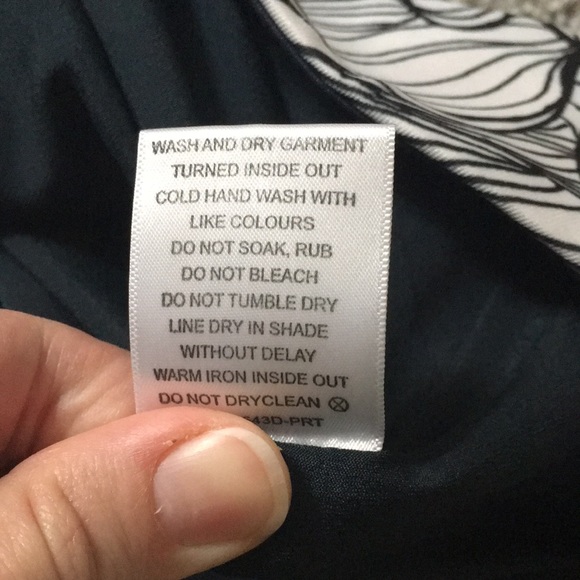 WASH AND DRY GARMENT
TURNED INSIDE OUT
COLD HAND WASH WITH
LIKE COLOURS
DO NOT SOAK, RUB
DO NOT BLEACH
DO NOT TUMBLE DRY
LINE DRY IN SHADE
WITHOUT DELAY
WARM IRON INSIDE OUT
DO NOT DRYCLEAN